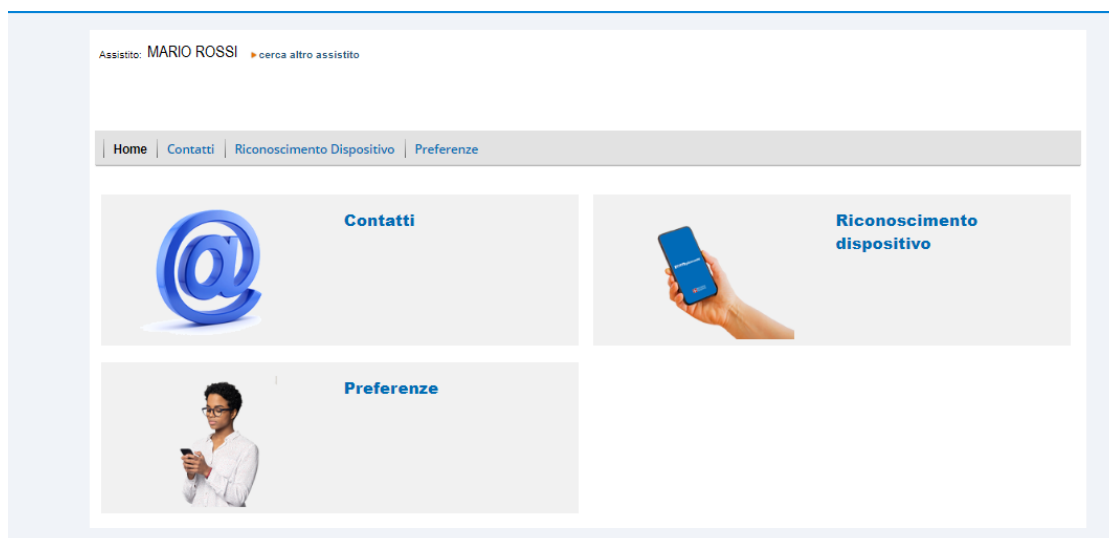 Assistito: MARIO ROSSI cerca altro assistito
Home Contatti Riconoscimento Dispositivo Preferenze
Contatti
Riconoscimento
dispositivo
Preferenze